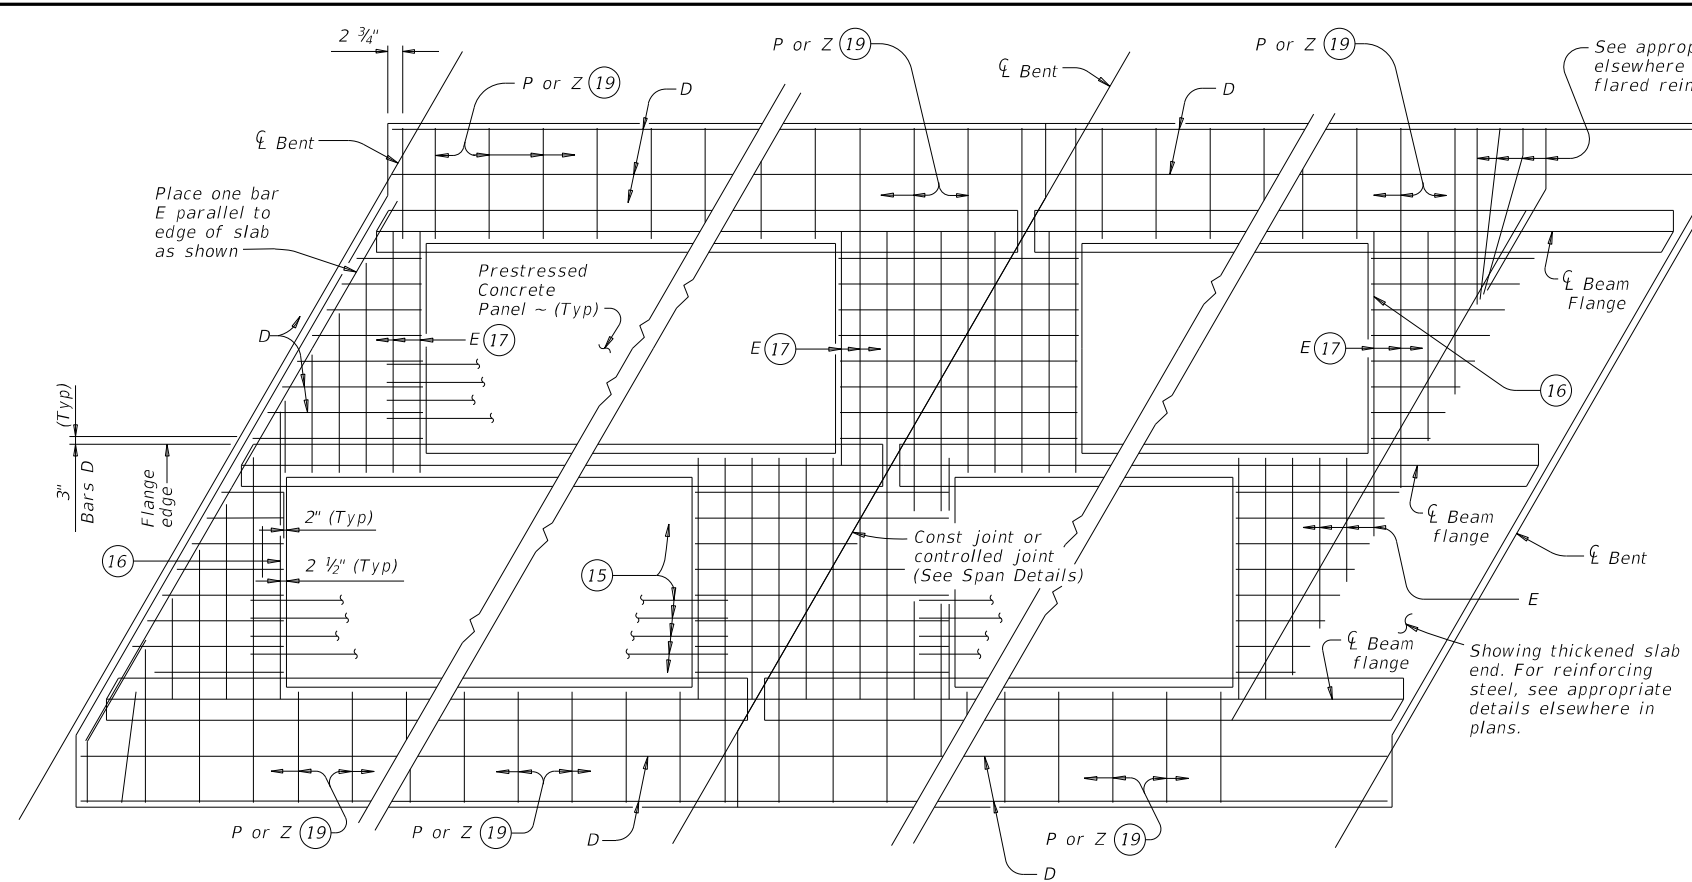 2 ¾"
P or Z 19
D
P or Z 19
℄ Bent
D
P or Z 19
See
elsewhere
flared
℄ Bent
Place one bar
E parallel to
edge of slab
as shown
Prestressed
Concrete
Panel ~ (Typ)
℄ Beam
Flange
D
E 17
E 17
E 17
16
(Typ)
3"
Bars D
Flange
edge
2" (Typ)
16
2 ½" (Typ)
15
Const joint or
controlled joint
(See Span Details)
℄ Beam
flange
℄ Bent
E
℄ Beam
flange
Showing thickened slab
end. For reinforcing
steel, see appropriate
details elsewhere in
plans.
P or Z 19
P or Z 19
D
P or Z 19
D